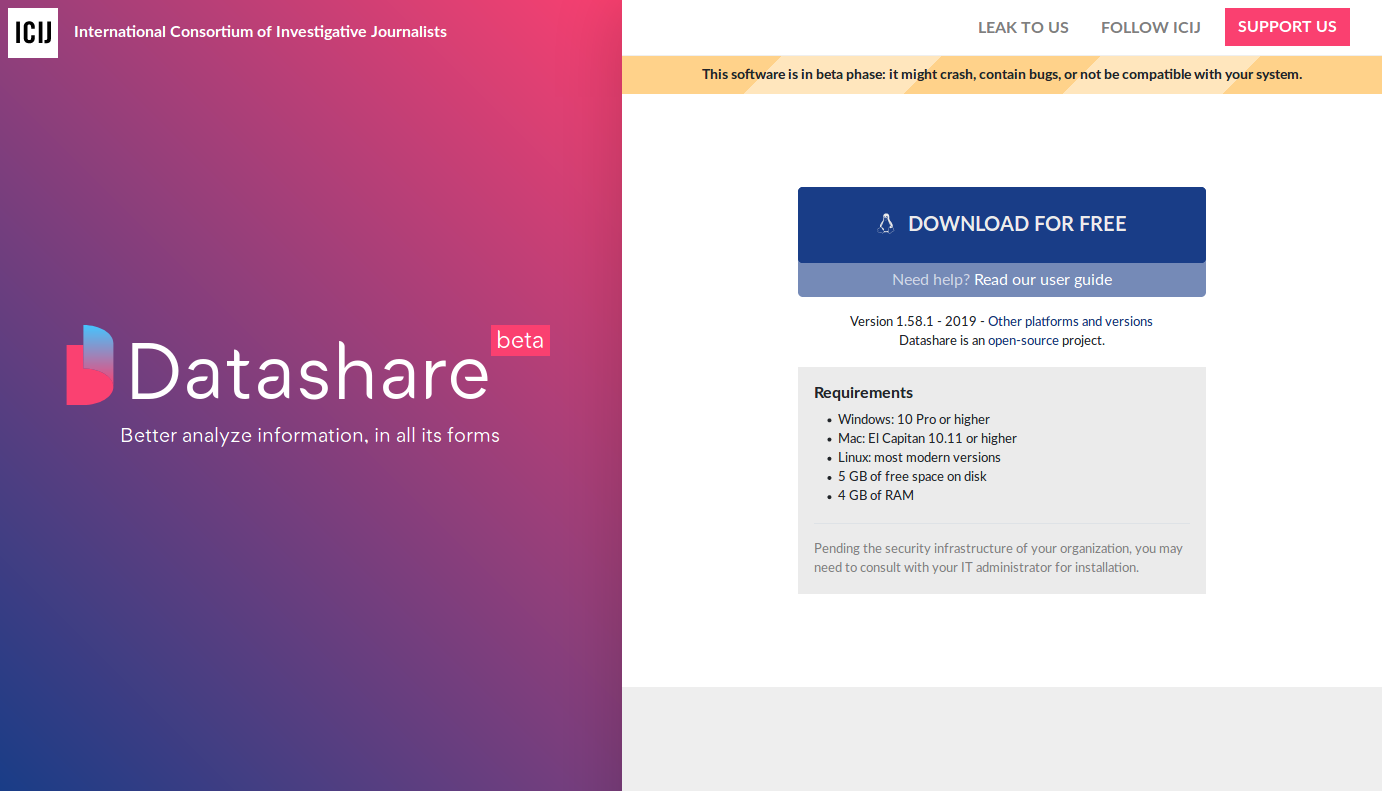 ICIJ
International Consortium of Investigative Journalists
LEAK TO US FOLLOW ICIJ SUPPORT US
This software is in beta phase: it might crash, contain bugs, or not be compatible with your system.
Datashare beta
Better analyze information, in all its forms
DOWNLOAD FOR FREE
Need help? Read our user guide
Version 1.58.1 - 2019 - Other platforms and versions
Datashare is an open-source project.
Requirements
• Windows: 10 Pro or higher
• Mac: El Capitan 10.11 or higher
• Linux: most modern versions
• 5 GB of free space on disk
• 4 GB of RAM
Pending the security infrastructure of your organization, you may
need to consult with your IT administrator for installation.